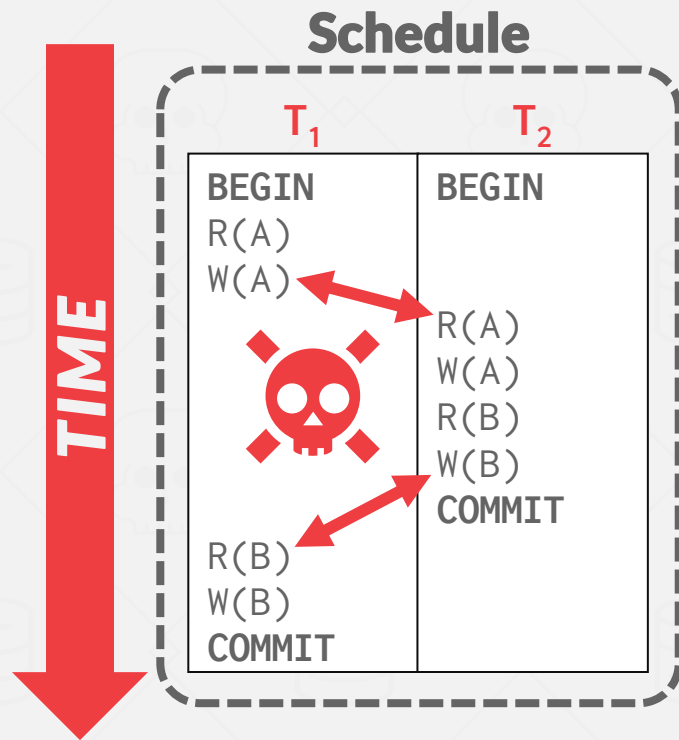 Schedule
TIME
T₁ T₂
BEGIN BEGIN
R(A)
W(A)
R(A)
W(A)
R(B)
W(B)
COMMIT
R(B)
W(B)
COMMIT